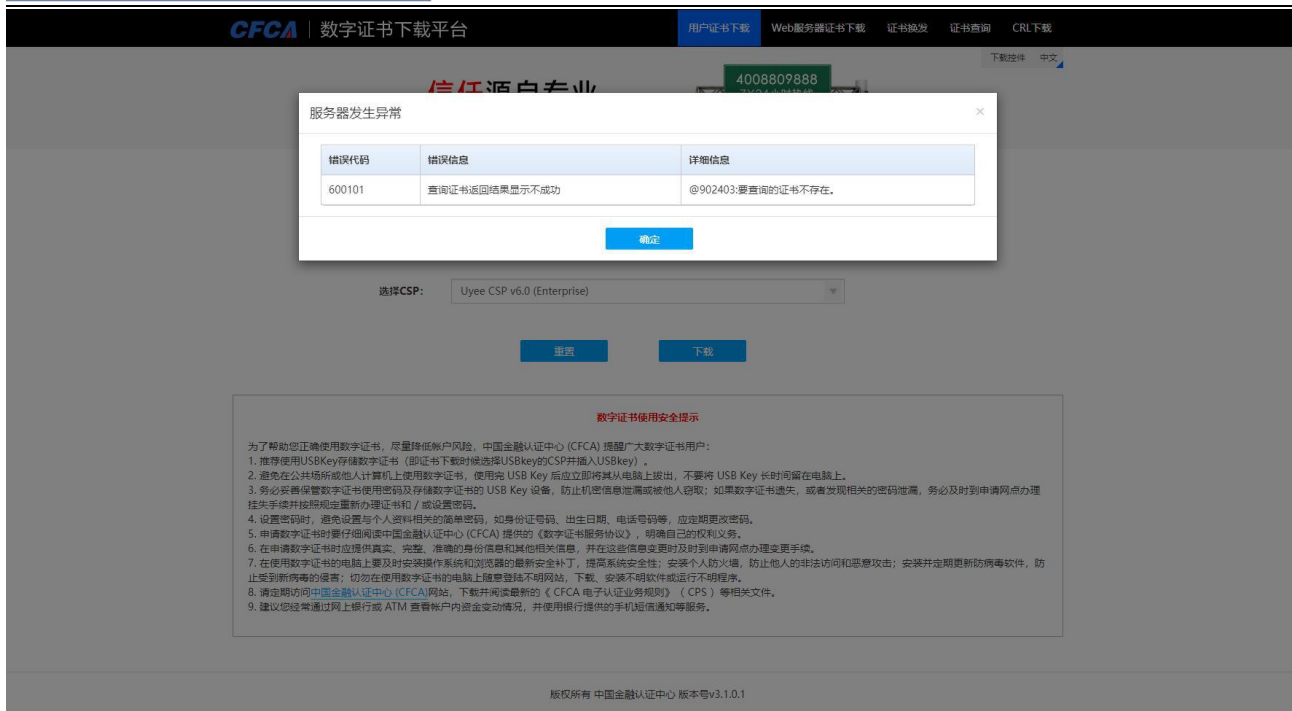 CFCA 数字证书下载平台 用户证书下载 Web服务器证书下载 证书换发 证书查询 CRL下载
下载控件 中文
信任源自专业 4008809888
服务器发生异常 ×
错误代码 错误信息 详细信息
600101 查询证书返回结果显示不成功 @902403:要查询的证书不存在。
确定
选择CSP： Uyee CSP v6.0 (Enterprise)
重置 下载
数字证书使用安全提示
为了帮助您正确使用数字证书，尽量降低帐户风险，中国金融认证中心 (CFCA) 提醒广大数字证书用户：
1. 推荐使用USBKey存储数字证书（即证书下载时候选择USBkey的CSP并插入USBkey）。
2. 避免在公共场所或他人计算机上使用数字证书，使用完 USB Key 后应立即将其从电脑上拔出，不要将 USB Key 长时间留在电脑上。
3. 务必妥善保管数字证书使用密码及存储数字证书的 USB Key 设备，防止机密信息泄漏或被他人窃取；如果数字证书遗失，或者发现相关的密码泄漏，务必及时到申请网点办理
挂失手续并按照规定重新办理证书和 / 或设置密码。
4. 设置密码时，避免设置与个人资料相关的简单密码，如身份证号码、出生日期、电话号码等，应定期更改密码。
5. 申请数字证书时要仔细阅读中国金融认证中心 (CFCA) 提供的《数字证书服务协议》，明确自己的权利义务。
6. 在申请数字证书时应提供真实、完整、准确的身份信息和其他相关信息，并在这些信息变更时及时到申请网点办理变更手续。
7. 在使用数字证书的电脑上要及时安装操作系统和浏览器的最新安全补丁，提高系统安全性；安装个人防火墙，防止他人的非法访问和恶意攻击；安装并定期更新防病毒软件，防
止受到新病毒的侵害；切勿在使用数字证书的电脑上随意登陆不明网站，下载、安装不明软件或运行不明程序。
8. 请定期访问中国金融认证中心 (CFCA)网站，下载并阅读最新的《 CFCA 电子认证业务规则》（ CPS ）等相关文件。
9. 建议您经常通过网上银行或 ATM 查看帐户内资金变动情况，并使用银行提供的手机短信通知等服务。
版权所有 中国金融认证中心 版本号v3.1.0.1